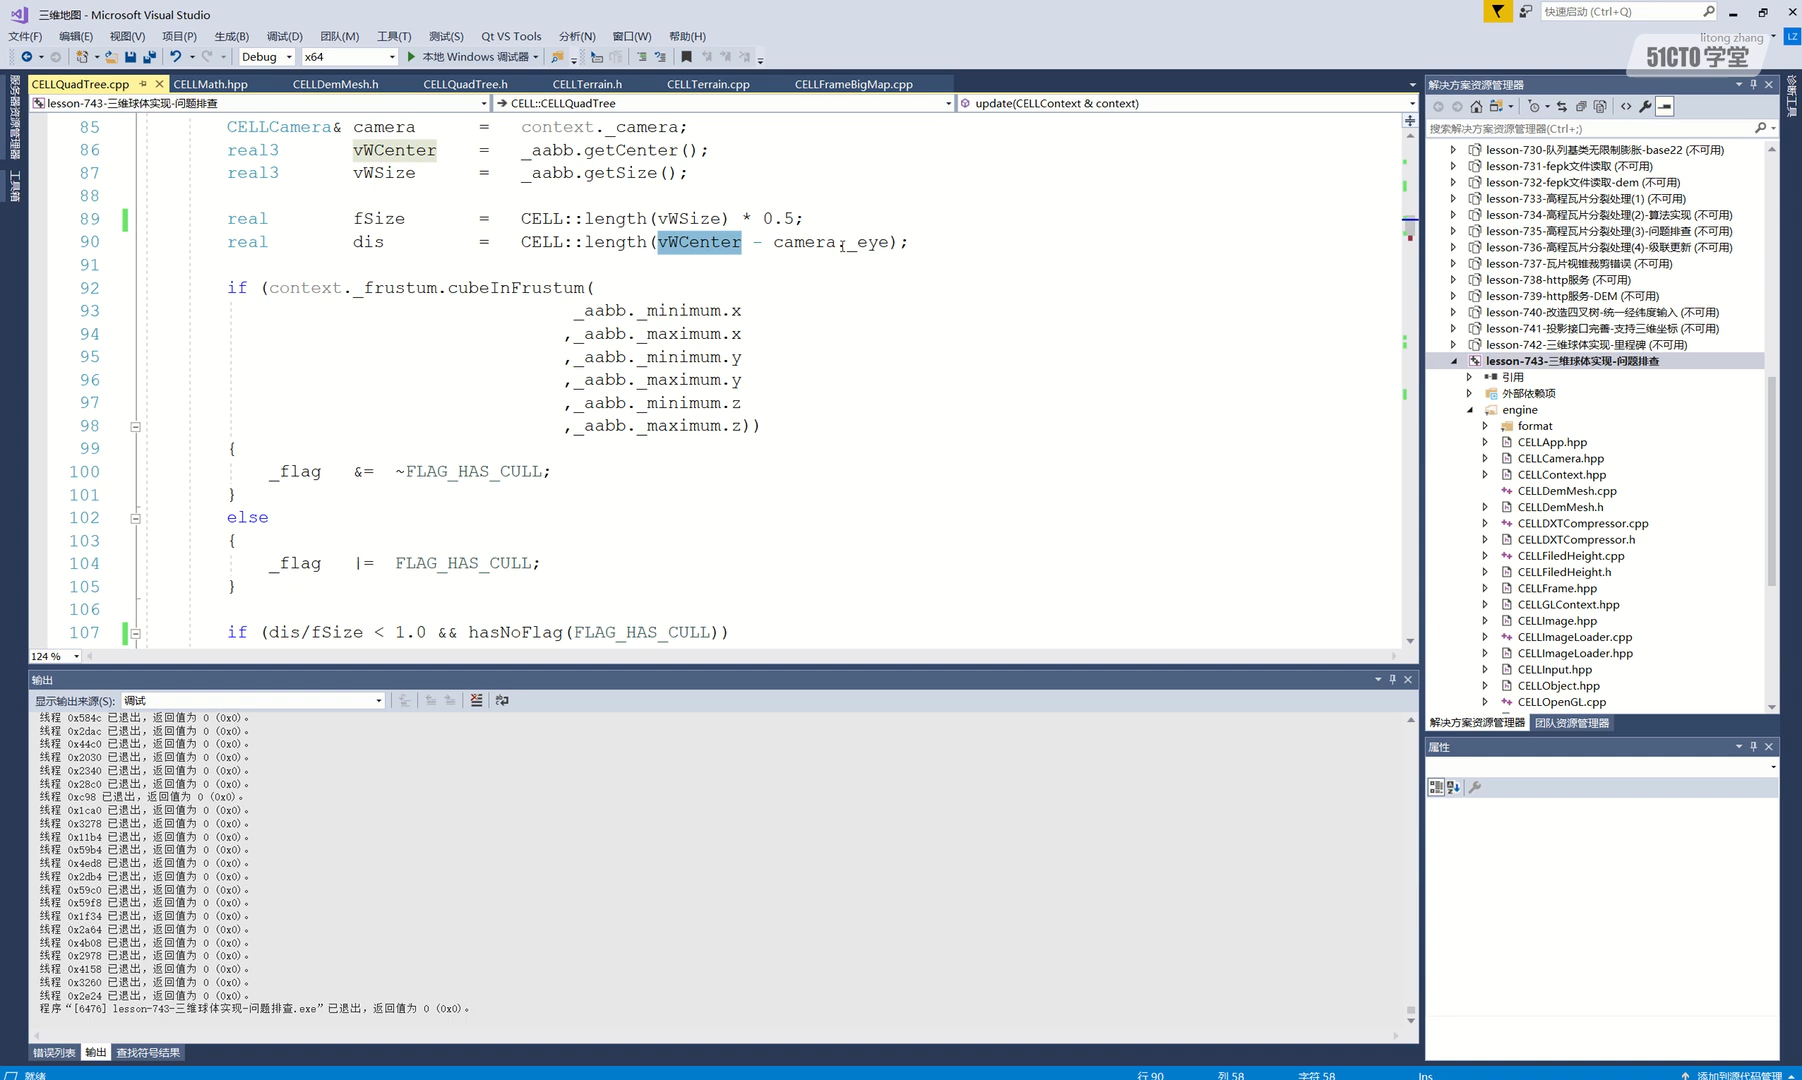 三维地图 - Microsoft Visual Studio
快速启动 (Ctrl+Q)
文件(F) 编辑(E) 视图(V) 项目(P) 生成(B) 调试(D) 团队(M) 工具(T) 测试(S) Qt VS Tools 分析(N) 窗口(W) 帮助(H)
litong zhang
LZ
51CTO学堂
Debug x64 本地 Windows 调试器
CELLQuadTree.cpp CELLMath.hpp CELLDemMesh.h CELLQuadTree.h CELLTerrain.h CELLTerrain.cpp CELLFrameBigMap.cpp
lesson-743-三维球体实现-问题排查 CELL::CELLQuadTree update(CELLContext & context)
服务器资源管理器
工具箱
诊断工具
85 CELLCamera& camera = context._camera;
86 real3 vWCenter = _aabb.getCenter();
87 real3 vWSize = _aabb.getSize();
88
89 real fSize = CELL::length(vWSize) * 0.5;
90 real dis = CELL::length(vWCenter - camera._eye);
91
92 if (context._frustum.cubeInFrustum(
93 _aabb._minimum.x
94 ,_aabb._maximum.x
95 ,_aabb._minimum.y
96 ,_aabb._maximum.y
97 ,_aabb._minimum.z
98 ,_aabb._maximum.z))
99 {
100 _flag &= ~FLAG_HAS_CULL;
101 }
102 else
103 {
104 _flag |= FLAG_HAS_CULL;
105 }
106
107 if (dis/fSize < 1.0 && hasNoFlag(FLAG_HAS_CULL))
124 %
输出
显示输出来源(S): 调试
线程 0x584c 已退出，返回值为 0 (0x0)。
线程 0x2dac 已退出，返回值为 0 (0x0)。
线程 0x44c0 已退出，返回值为 0 (0x0)。
线程 0x2030 已退出，返回值为 0 (0x0)。
线程 0x2340 已退出，返回值为 0 (0x0)。
线程 0x28c0 已退出，返回值为 0 (0x0)。
线程 0xc98 已退出，返回值为 0 (0x0)。
线程 0x1ca0 已退出，返回值为 0 (0x0)。
线程 0x3278 已退出，返回值为 0 (0x0)。
线程 0x11b4 已退出，返回值为 0 (0x0)。
线程 0x59b4 已退出，返回值为 0 (0x0)。
线程 0x4ed8 已退出，返回值为 0 (0x0)。
线程 0x2db4 已退出，返回值为 0 (0x0)。
线程 0x59c0 已退出，返回值为 0 (0x0)。
线程 0x59f8 已退出，返回值为 0 (0x0)。
线程 0x1f34 已退出，返回值为 0 (0x0)。
线程 0x2a64 已退出，返回值为 0 (0x0)。
线程 0x4b08 已退出，返回值为 0 (0x0)。
线程 0x2978 已退出，返回值为 0 (0x0)。
线程 0x4158 已退出，返回值为 0 (0x0)。
线程 0x3260 已退出，返回值为 0 (0x0)。
线程 0x2e24 已退出，返回值为 0 (0x0)。
程序“[6476] lesson-743-三维球体实现-问题排查.exe”已退出，返回值为 0 (0x0)。
错误列表 输出 查找符号结果
解决方案资源管理器
搜索解决方案资源管理器(Ctrl+;)
lesson-730-队列基类无限制膨胀-base22 (不可用)
lesson-731-fepk文件读取 (不可用)
lesson-732-fepk文件读取-dem (不可用)
lesson-733-高程瓦片分裂处理(1) (不可用)
lesson-734-高程瓦片分裂处理(2)-算法实现 (不可用)
lesson-735-高程瓦片分裂处理(3)-问题排查 (不可用)
lesson-736-高程瓦片分裂处理(4)-级联更新 (不可用)
lesson-737-瓦片视锥裁剪错误 (不可用)
lesson-738-http服务 (不可用)
lesson-739-http服务-DEM (不可用)
lesson-740-改造四叉树-统一经纬度输入 (不可用)
lesson-741-投影接口完善-支持三维坐标 (不可用)
lesson-742-三维球体实现-里程碑 (不可用)
lesson-743-三维球体实现-问题排查
引用
外部依赖项
engine
format
CELLApp.hpp
CELLCamera.hpp
CELLContext.hpp
CELLDemMesh.cpp
CELLDemMesh.h
CELLDXTCompressor.cpp
CELLDXTCompressor.h
CELLFiledHeight.cpp
CELLFiledHeight.h
CELLFrame.hpp
CELLGLContext.hpp
CELLImage.hpp
CELLImageLoader.cpp
CELLImageLoader.hpp
CELLInput.hpp
CELLObject.hpp
CELLOpenGL.cpp
解决方案资源管理器 团队资源管理器
属性
就绪 行 90 列 58 字符 58 Ins 添加到源代码管理